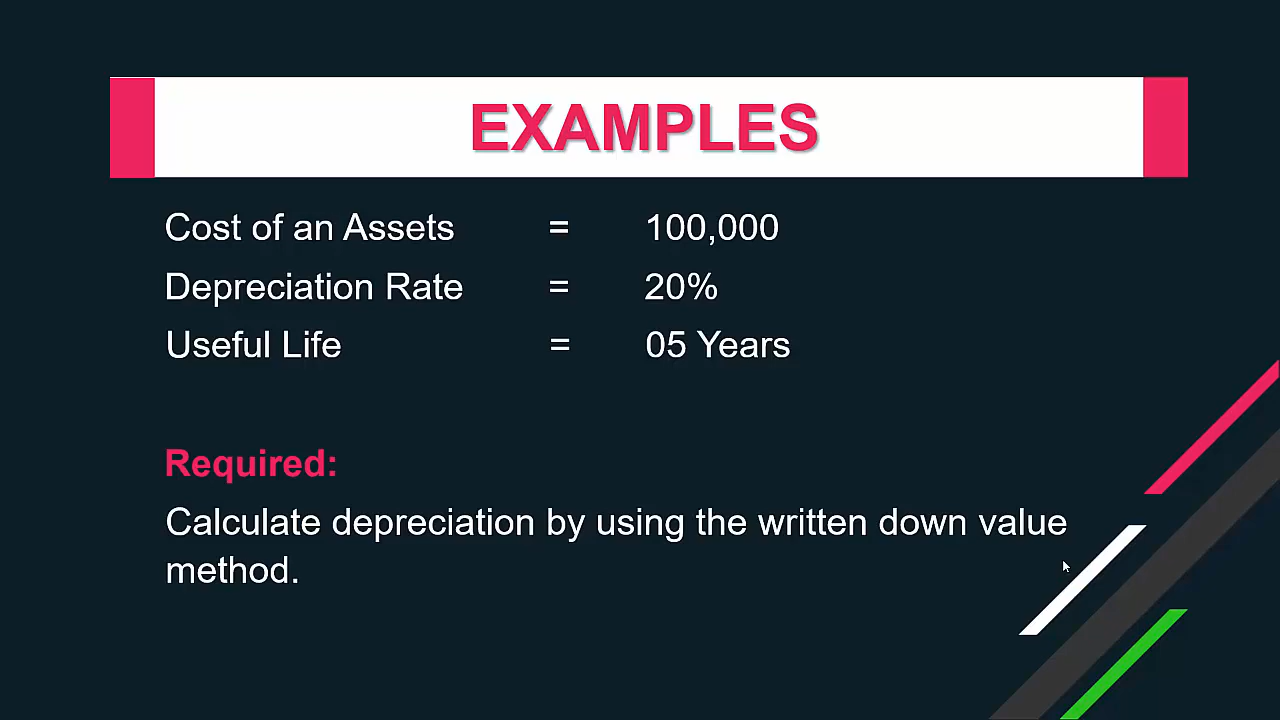 EXAMPLES
Cost of an Assets = 100,000
Depreciation Rate = 20%
Useful Life = 05 Years
Required:
Calculate depreciation by using the written down value
method.